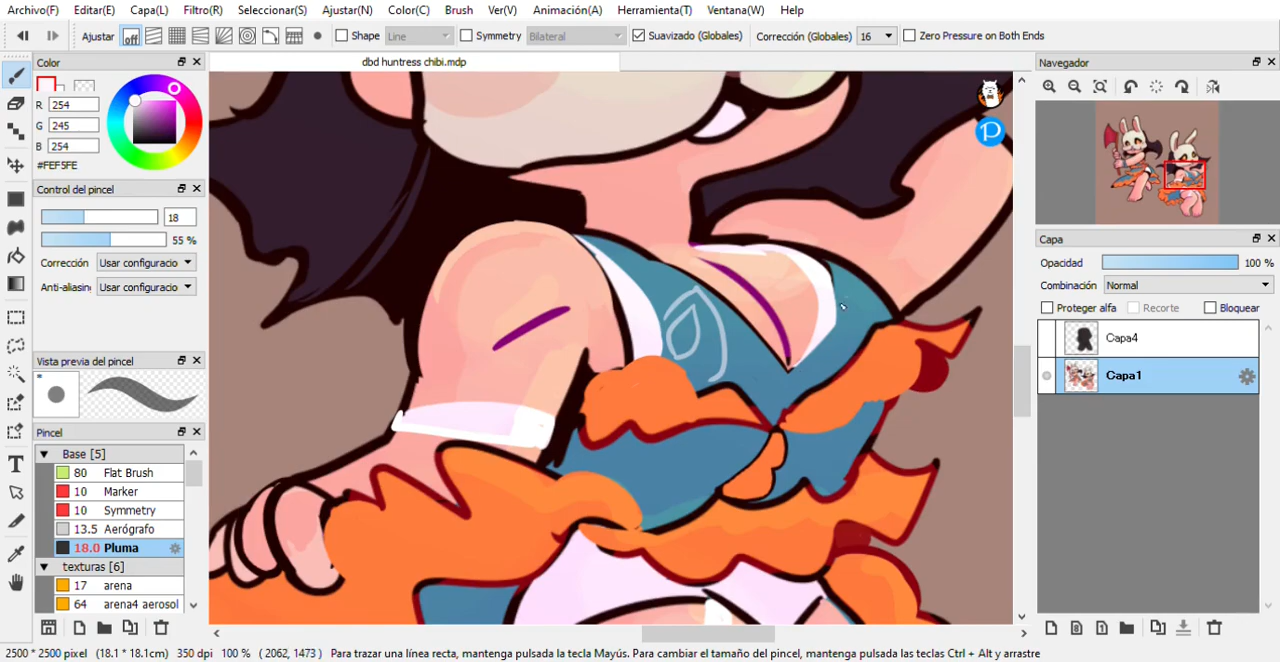 Archivo(F) Editar(E) Capa(L) Filtro(R) Seleccionar(S) Ajustar(N) Color(C) Brush Ver(V) Animación(A) Herramienta(T) Ventana(W) Help
Ajustar off Shape Line Symmetry Bilateral Suavizado (Globales) Corrección (Globales) 16 Zero Pressure on Both Ends
Color
dbd huntress chibi.mdp
Navegador
R 254
G 245
B 254
#FEF5FE
P
Control del pincel
18
55 %
Corrección Usar configuracio
Anti-aliasing Usar configuracio
Vista previa del pincel
Pincel
Base [5]
80 Flat Brush
10 Marker
10 Symmetry
13.5 Aerógrafo
18.0 Pluma
texturas [6]
17 arena
64 arena4 aerosol
Capa
Opacidad 100 %
Combinación Normal
Proteger alfa Recorte Bloquear
Capa4
Capa1
2500 * 2500 pixel (18.1 * 18.1cm) 350 dpi 100 % ( 2062, 1473 ) Para trazar una línea recta, mantenga pulsada la tecla Mayús. Para cambiar el tamaño del pincel, mantenga pulsadas las teclas Ctrl + Alt y arrastre